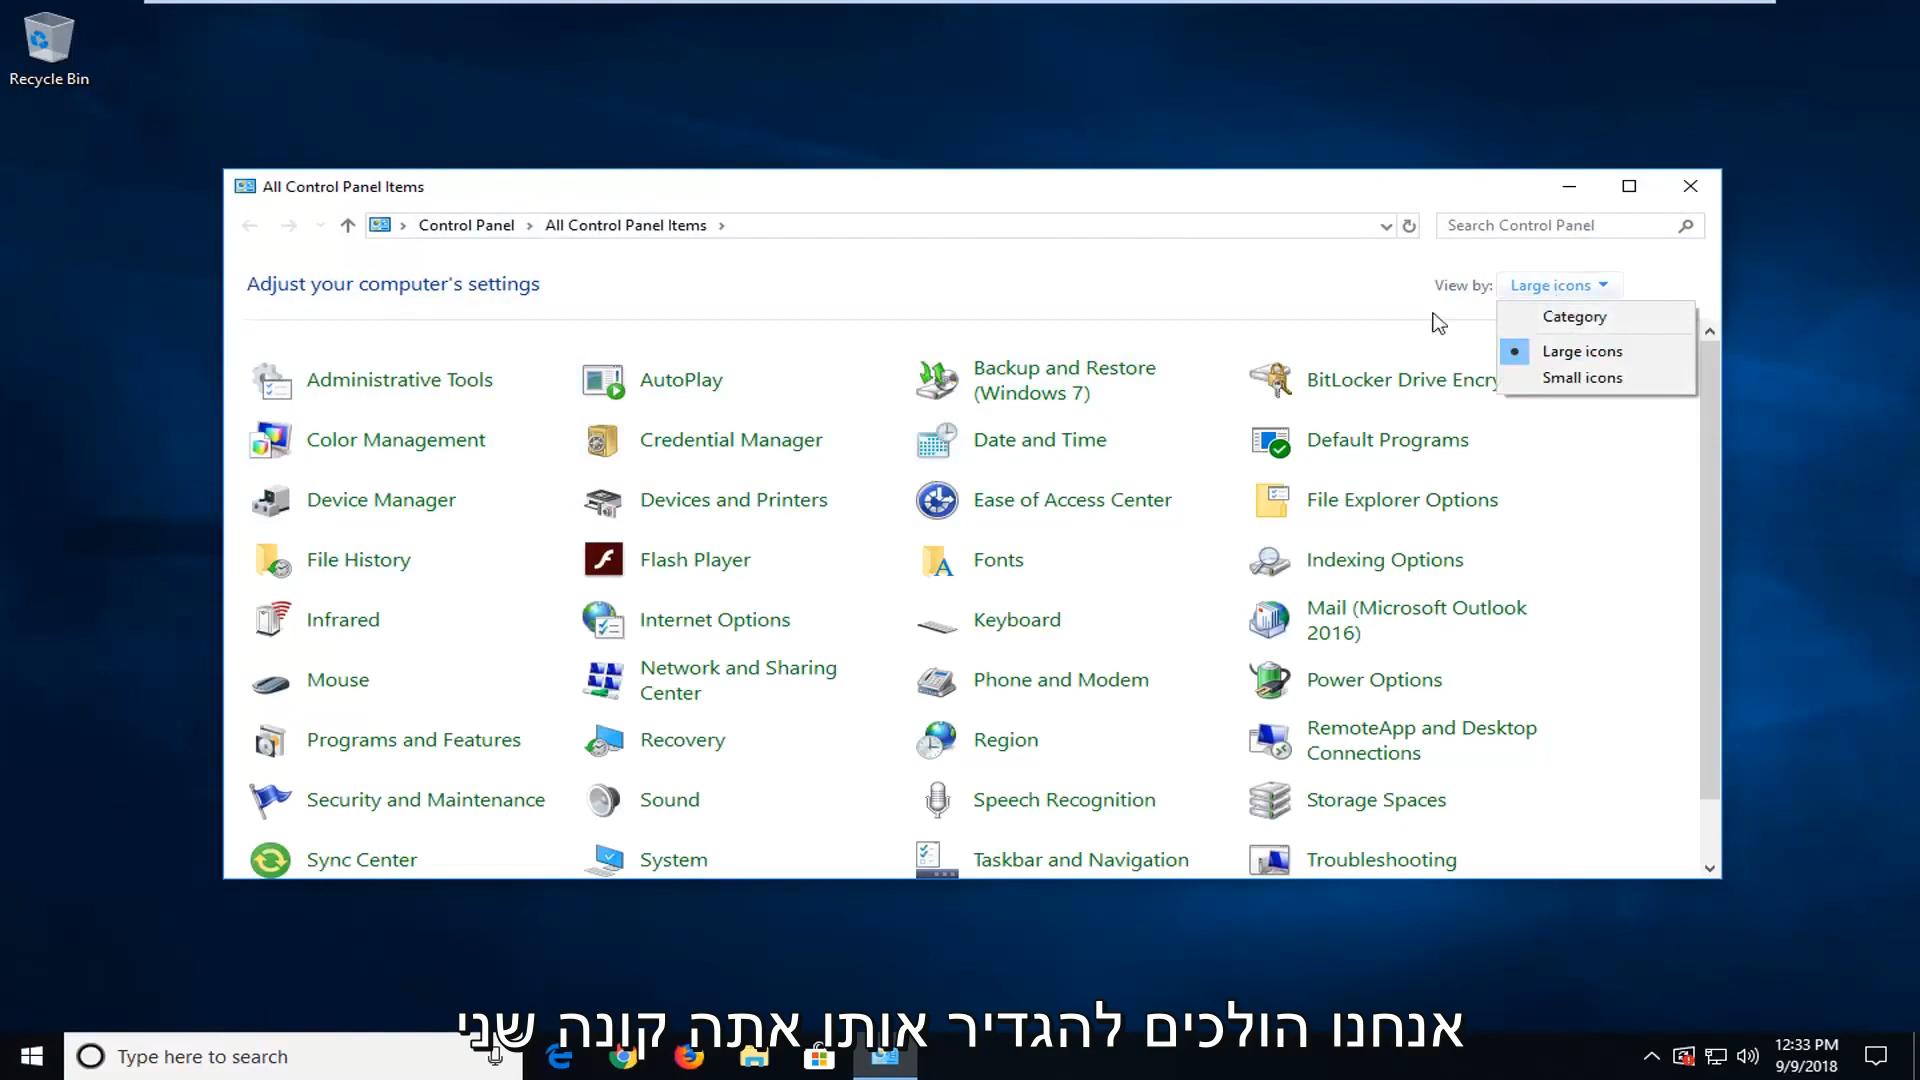 Recycle Bin
All Control Panel Items
Control Panel
All Control Panel Items
Search Control Panel
Adjust your computer's settings
View by:
Large icons
Category
Large icons
Small icons
Administrative Tools
AutoPlay
Backup and Restore
(Windows 7)
BitLocker Drive Encry
Color Management
Credential Manager
Date and Time
Default Programs
Device Manager
Devices and Printers
Ease of Access Center
File Explorer Options
File History
Flash Player
Fonts
Indexing Options
Infrared
Internet Options
Keyboard
Mail (Microsoft Outlook
2016)
Mouse
Network and Sharing
Center
Phone and Modem
Power Options
Programs and Features
Recovery
Region
RemoteApp and Desktop
Connections
Security and Maintenance
Sound
Speech Recognition
Storage Spaces
Sync Center
System
Taskbar and Navigation
Troubleshooting
אנחנו הולכים להגדיר אותו אתה קונה שני
Type here to search
12:33 PM
9/9/2018